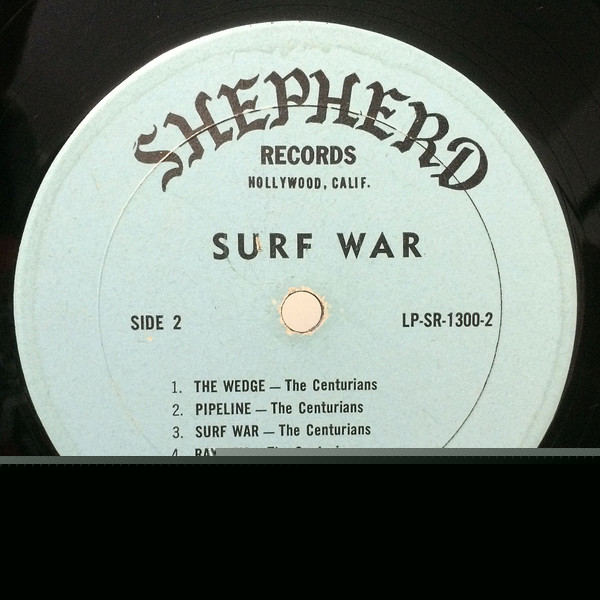 SHEPHERD
RECORDS
HOLLYWOOD, CALIF.
SURF WAR
SIDE 2 LP-SR-1300-2
1. THE WEDGE — The Centurians
2. PIPELINE — The Centurians
3. SURF WAR — The Centurians
4.